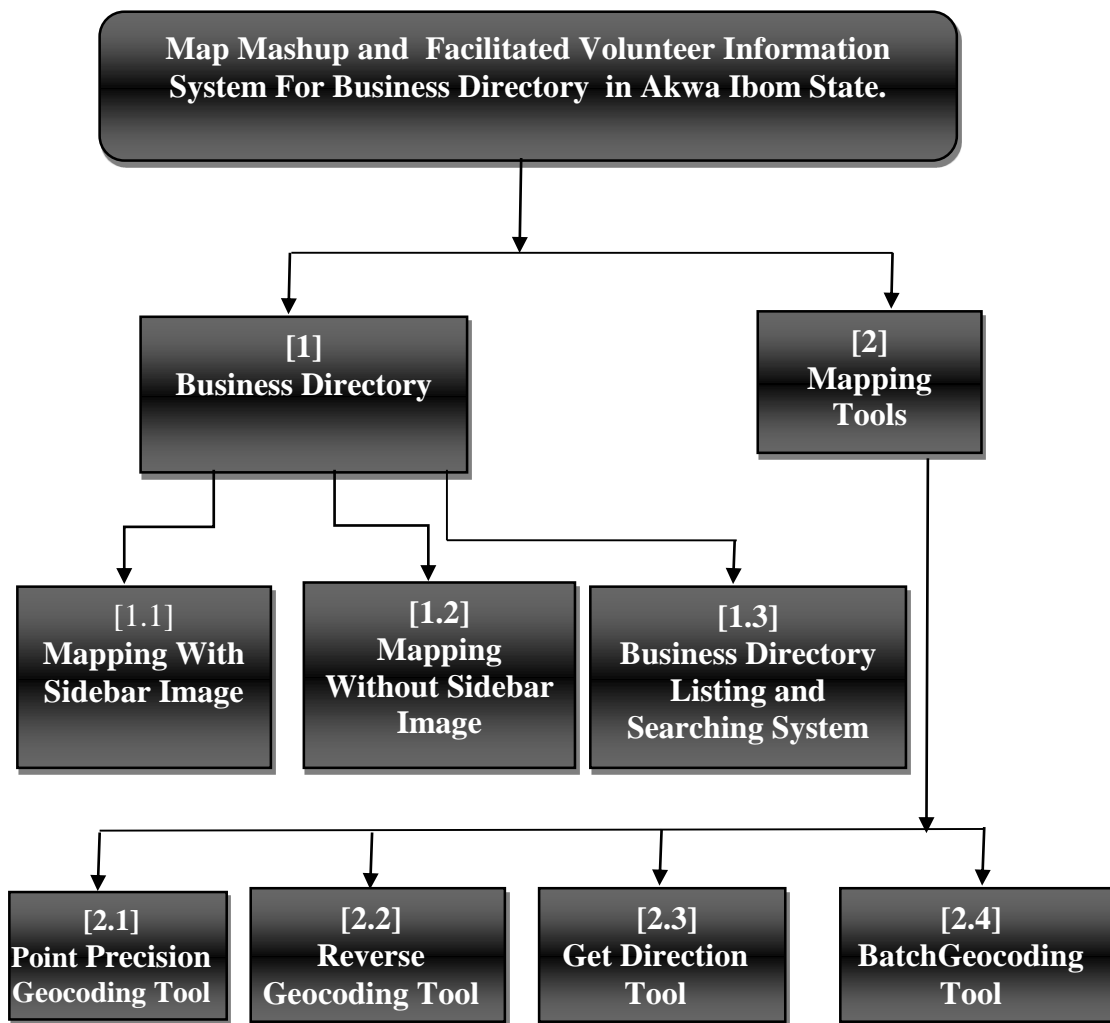 Map Mashup and Facilitated Volunteer Information
System For Business Directory in Akwa Ibom State.
[1]
Business Directory
[2]
Mapping
Tools
[1.1]
Mapping With
Sidebar Image
[1.2]
Mapping
Without Sidebar
Image
[1.3]
Business Directory
Listing and
Searching System
[2.1]
Point Precision
Geocoding Tool
[2.2]
Reverse
Geocoding Tool
[2.3]
Get Direction
Tool
[2.4]
BatchGeocoding
Tool